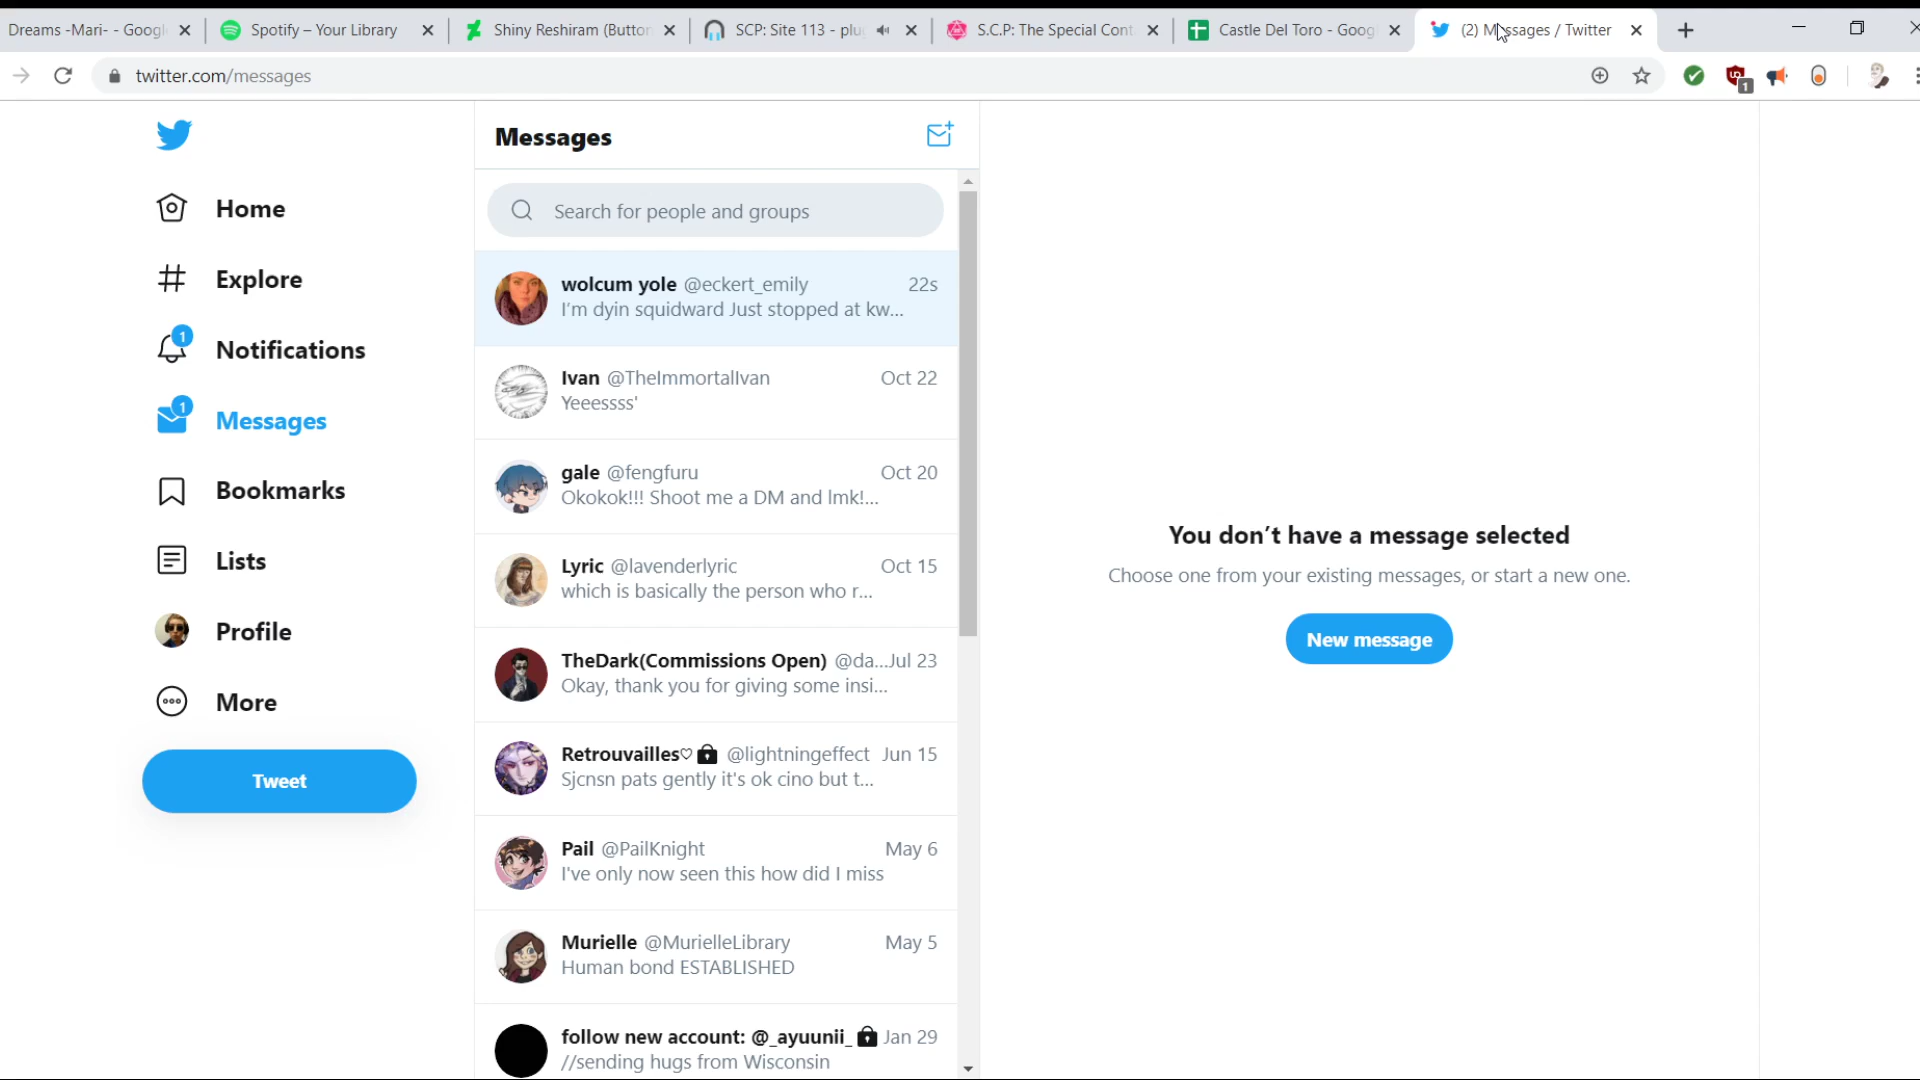 Dreams -Mari- - Googl
Spotify – Your Library
Shiny Reshiram (Button
SCP: Site 113 - plu
S.C.P: The Special Cont
Castle Del Toro - Goog
(2) Messages / Twitter
twitter.com/messages
1
Messages
Search for people and groups
Home
Explore
1
Notifications
1
Messages
Bookmarks
Lists
Profile
More
Tweet
wolcum yole @eckert_emily 22s
I'm dyin squidward Just stopped at kw...
Ivan @TheImmortalIvan Oct 22
Yeeessss'
gale @fengfuru Oct 20
Okokok!!! Shoot me a DM and lmk!...
Lyric @lavenderlyric Oct 15
which is basically the person who r...
TheDark(Commissions Open) @da...Jul 23
Okay, thank you for giving some insi...
Retrouvailles♡ @lightningeffect Jun 15
Sjcnsn pats gently it's ok cino but t...
Pail @PailKnight May 6
I've only now seen this how did I miss
Murielle @MurielleLibrary May 5
Human bond ESTABLISHED
follow new account: @_ayuunii_ Jan 29
//sending hugs from Wisconsin
You don't have a message selected
Choose one from your existing messages, or start a new one.
New message